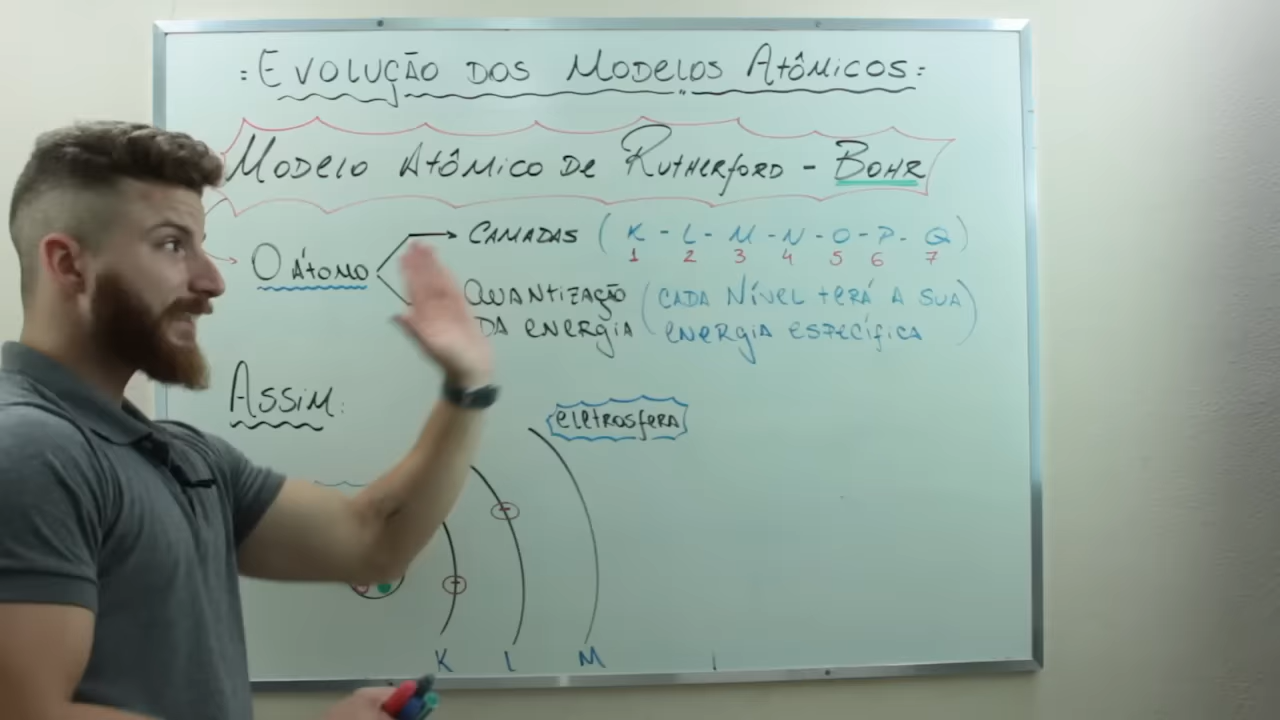 : Evolução dos Modelos Atômicos :
Modelo Atômico de Rutherford - Bohr
O átomo
Camadas ( K - L - M - N - O - P - Q )
1 2 3 4 5 6 7
Quantização ( cada nível terá a sua
da energia energia específica )
Assim:
eletrosfera
-
-
K L M